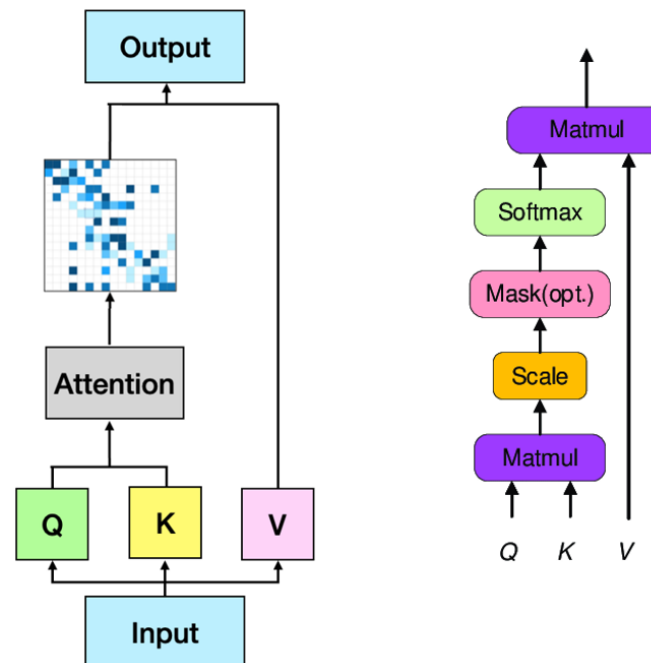 Output
Attention
Q
K
V
Input
Matmul
Softmax
Mask(opt.)
Scale
Matmul
Q
K
V